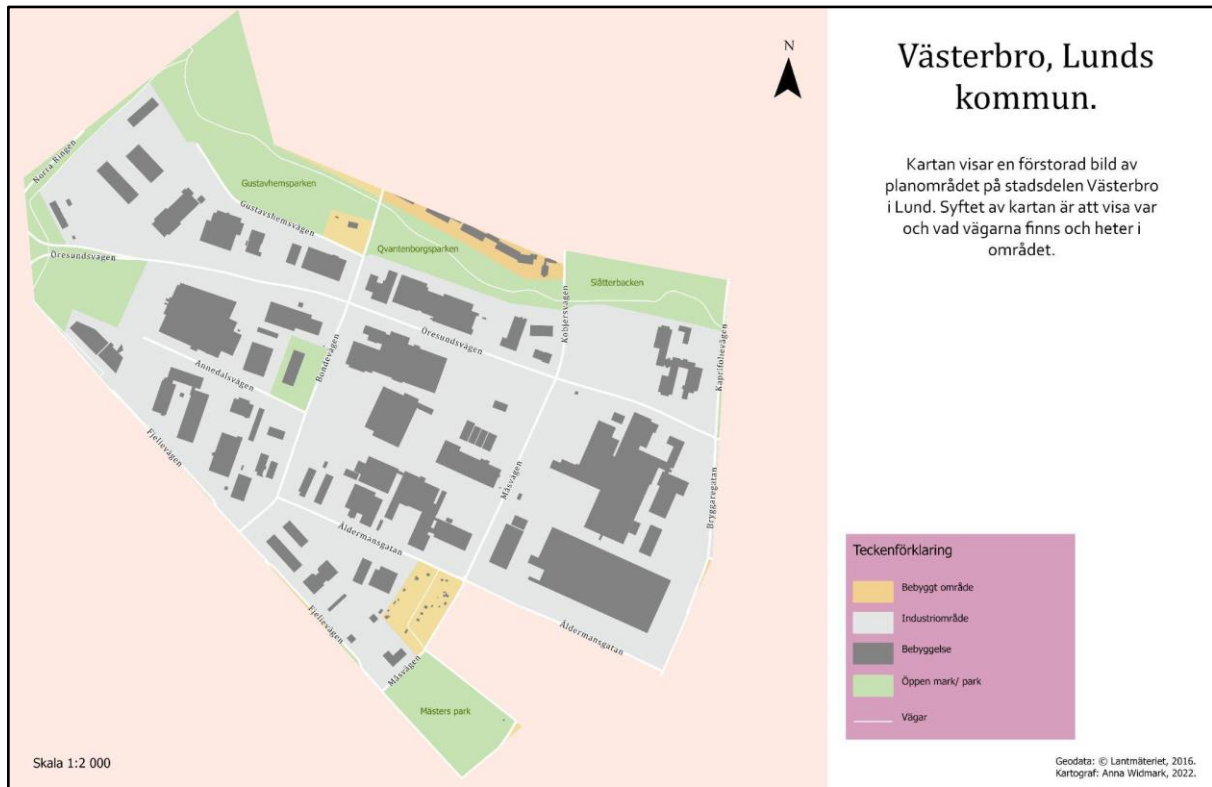 N
Västerbro, Lunds
kommun.
Kartan visar en förstorad bild av
planområdet på stadsdelen Västerbro
i Lund. Syftet av kartan är att visa var
och vad vägarna finns och heter i
området.
Norra Ringen
Gustavhemsparken
Gustavshemsvägen
Qvantenborgsparken
Öresundsvägen
Slåtterbacken
Kobjersvägen
Öresundsvägen
Kaprifolievägen
Bondevägen
Annedalsvägen
Fjelievägen
Måsvägen
Bryggaregatan
Åldermansgatan
Fjelievägen
Åldermansgatan
Måsvägen
Mästers park
Teckenförklaring
Bebyggt område
Industriområde
Bebyggelse
Öppen mark/ park
Vägar
Skala 1:2 000
Geodata: © Lantmäteriet, 2016.
Kartograf: Anna Widmark, 2022.